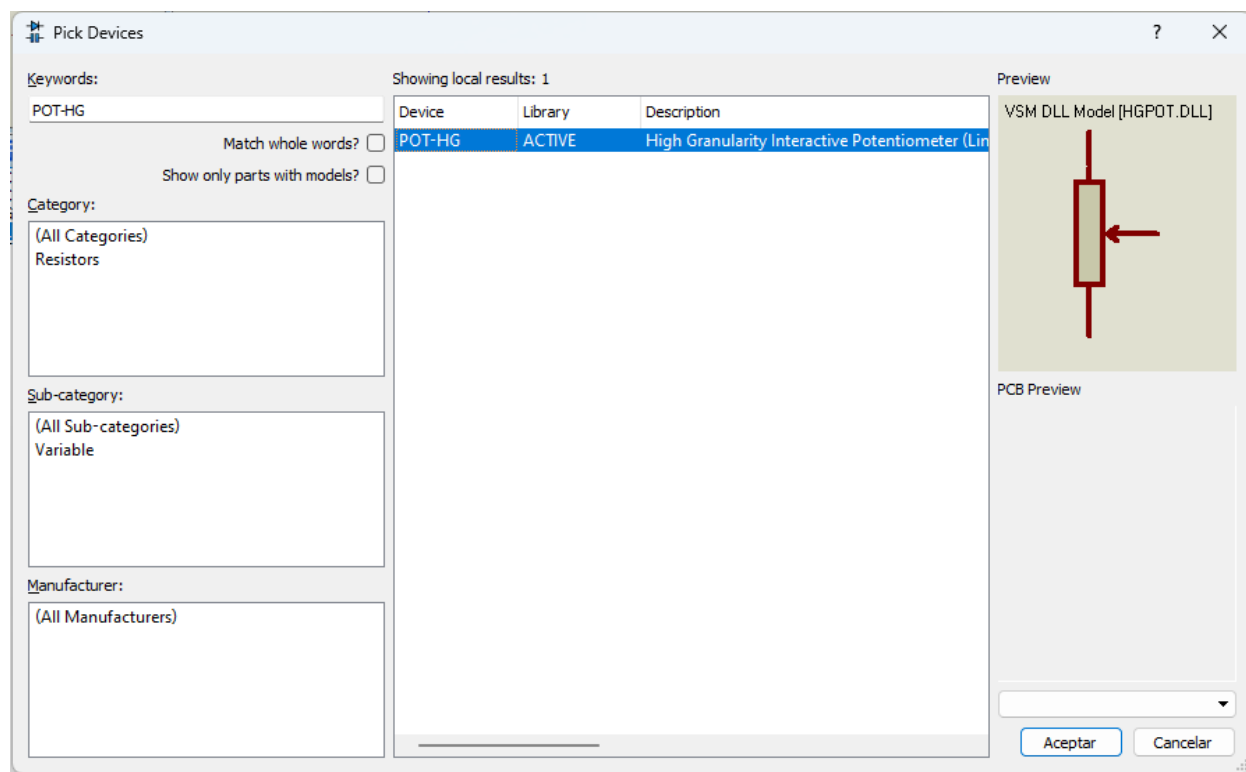 Pick Devices
?
Keywords:
POT-HG
Match whole words?
Show only parts with models?
Category:
(All Categories)
Resistors
Sub-category:
(All Sub-categories)
Variable
Manufacturer:
(All Manufacturers)
Showing local results: 1
Device Library Description
POT-HG ACTIVE High Granularity Interactive Potentiometer (Lin
Preview
VSM DLL Model [HGPOT.DLL]
PCB Preview
Aceptar Cancelar